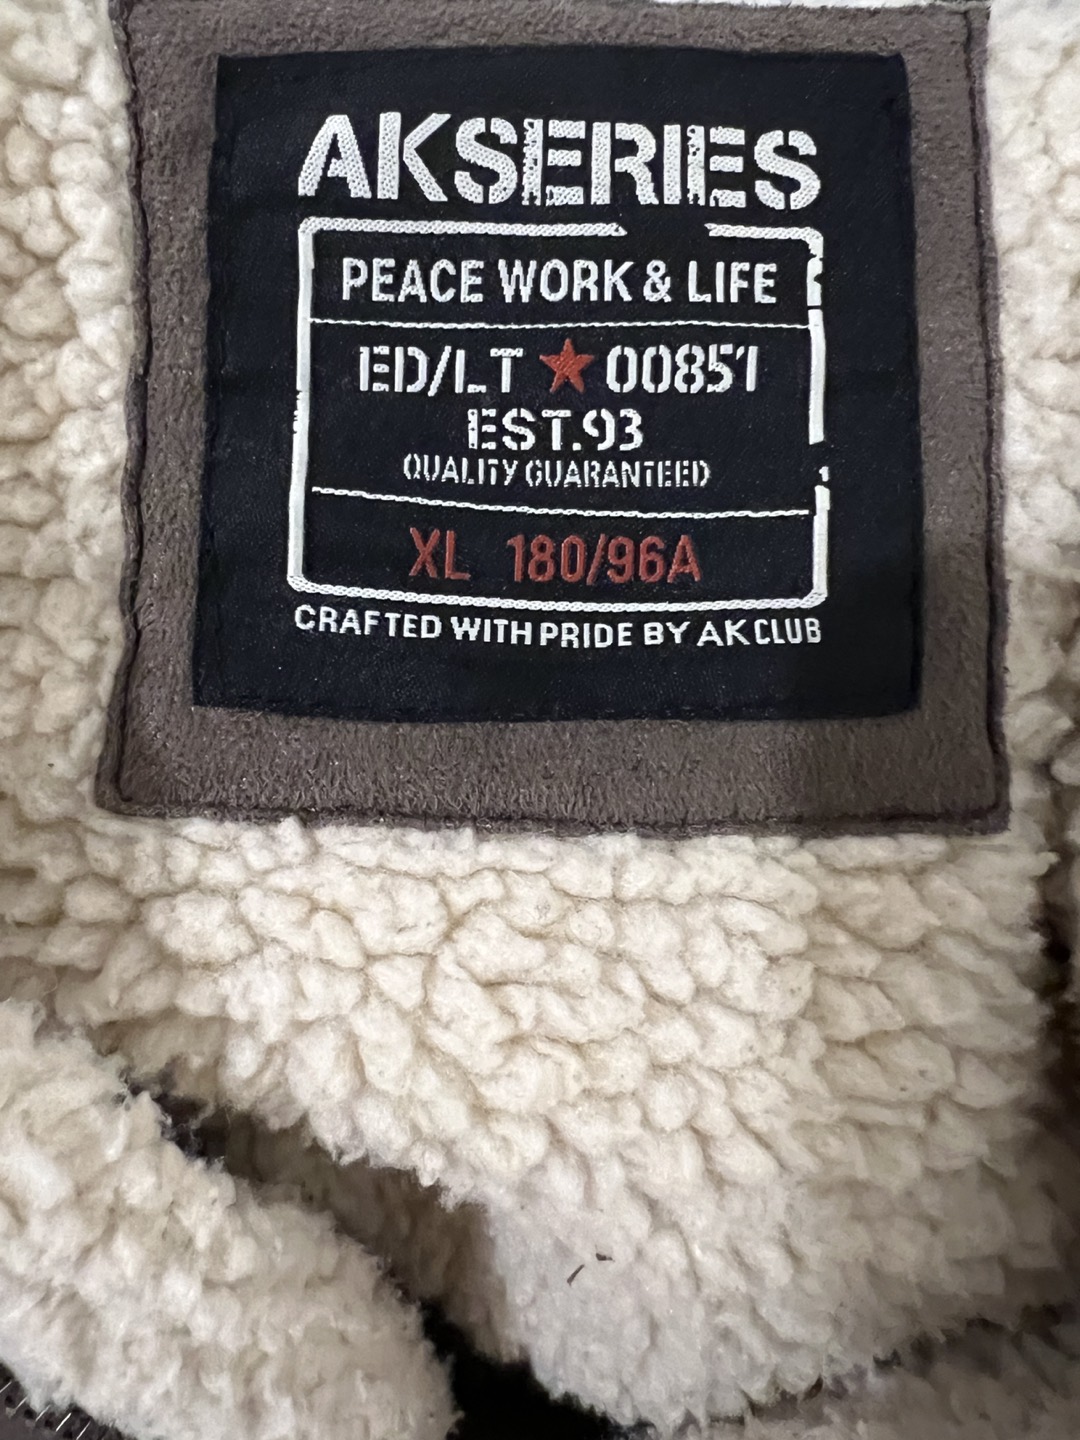 AKSERIES
PEACE WORK & LIFE
ED/LT ★ 00851
EST.93
QUALITY GUARANTEED
XL 180/96A
CRAFTED WITH PRIDE BY AK CLUB